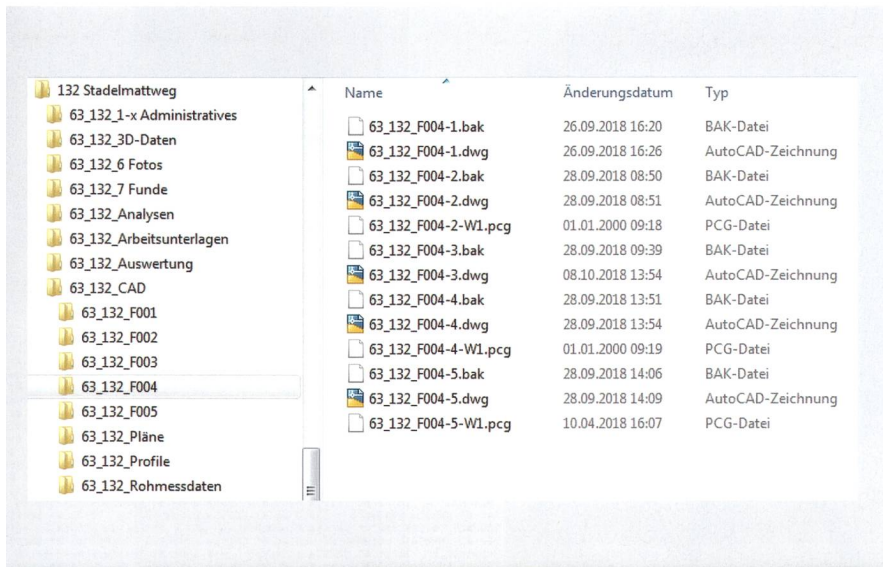 132 Stadelmattweg
63_132_1-x Administratives
63_132_3D-Daten
63_132_6 Fotos
63_132_7 Funde
63_132_Analysen
63_132_Arbeitsunterlagen
63_132_Auswertung
63_132_CAD
63_132_F001
63_132_F002
63_132_F003
63_132_F004
63_132_F005
63_132_Pläne
63_132_Profile
63_132_Rohmessdaten
Name Änderungsdatum Typ
63_132_F004-1.bak 26.09.2018 16:20 BAK-Datei
63_132_F004-1.dwg 26.09.2018 16:26 AutoCAD-Zeichnung
63_132_F004-2.bak 28.09.2018 08:50 BAK-Datei
63_132_F004-2.dwg 28.09.2018 08:51 AutoCAD-Zeichnung
63_132_F004-2-W1.pcg 01.01.2000 09:18 PCG-Datei
63_132_F004-3.bak 28.09.2018 09:39 BAK-Datei
63_132_F004-3.dwg 08.10.2018 13:54 AutoCAD-Zeichnung
63_132_F004-4.bak 28.09.2018 13:51 BAK-Datei
63_132_F004-4.dwg 28.09.2018 13:54 AutoCAD-Zeichnung
63_132_F004-4-W1.pcg 01.01.2000 09:19 PCG-Datei
63_132_F004-5.bak 28.09.2018 14:06 BAK-Datei
63_132_F004-5.dwg 28.09.2018 14:09 AutoCAD-Zeichnung
63_132_F004-5-W1.pcg 10.04.2018 16:07 PCG-Datei